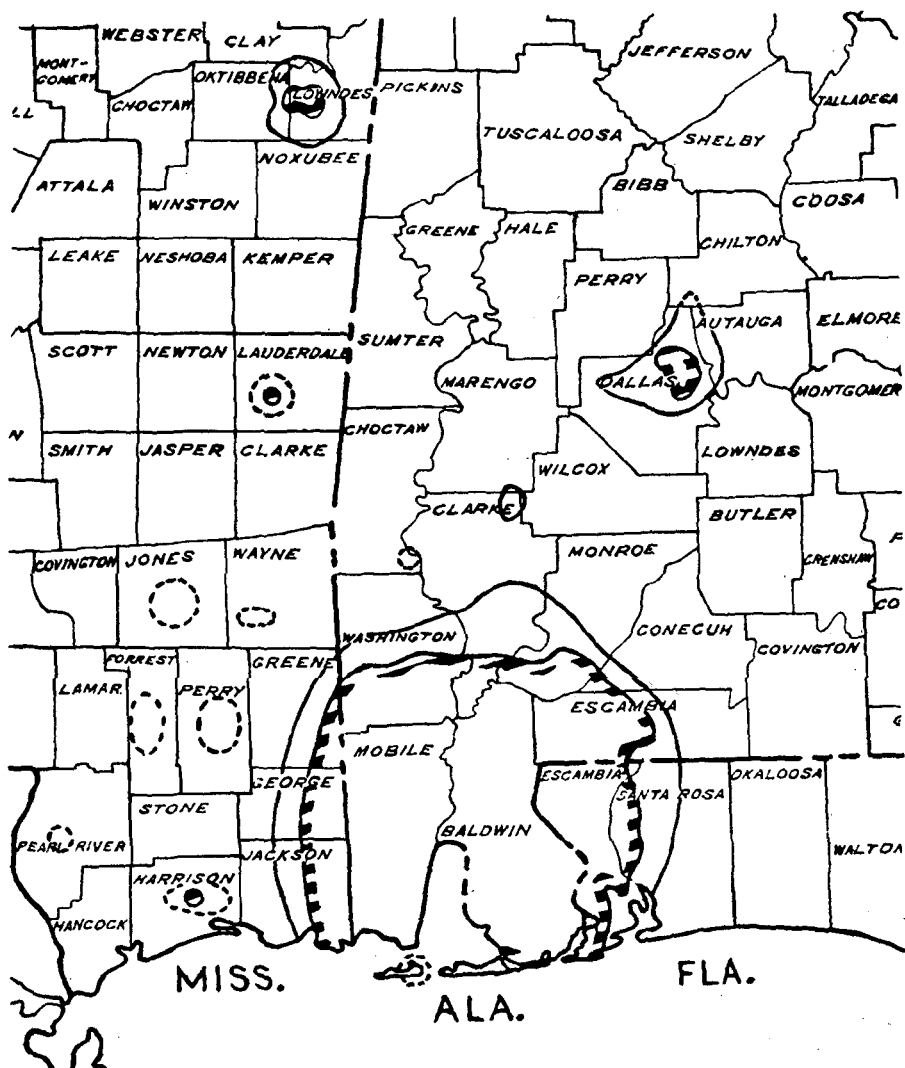 WEBSTER
CLAY
JEFFERSON
MONT-
GOMERY
OKTIBBEHA
LOWNDES
PICKINS
CHOCTAW
TALLADEGA
LL
TUSCALOOSA
SHELBY
NOXUBEE
BIBB
ATTALA
WINSTON
COOSA
GREENE
HALE
CHILTON
LEAKE
NESHOBA
KEMPER
PERRY
AUTAUGA
ELMORE
SUMTER
SCOTT
NEWTON
LAUDERDALE
MARENGO
DALLAS
MONTGOMER
CHOCTAW
N
SMITH
JASPER
CLARKE
WILCOX
LOWNDES
CLARKE
BUTLER
COVINGTON
JONES
WAYNE
MONROE
CRENSHAW
P
CO
WASHINGTON
CONECUH
COVINGTON
FORREST
GREENE
LAMAR
PERRY
ESCAMBIA
G
MOBILE
GEORGE
ESCAMBIA
OKALOOSA
SANTA ROSA
STONE
PEARL RIVER
BALDWIN
WALTON
JACKSON
HARRISON
HANCOCK
MISS.
FLA.
ALA.